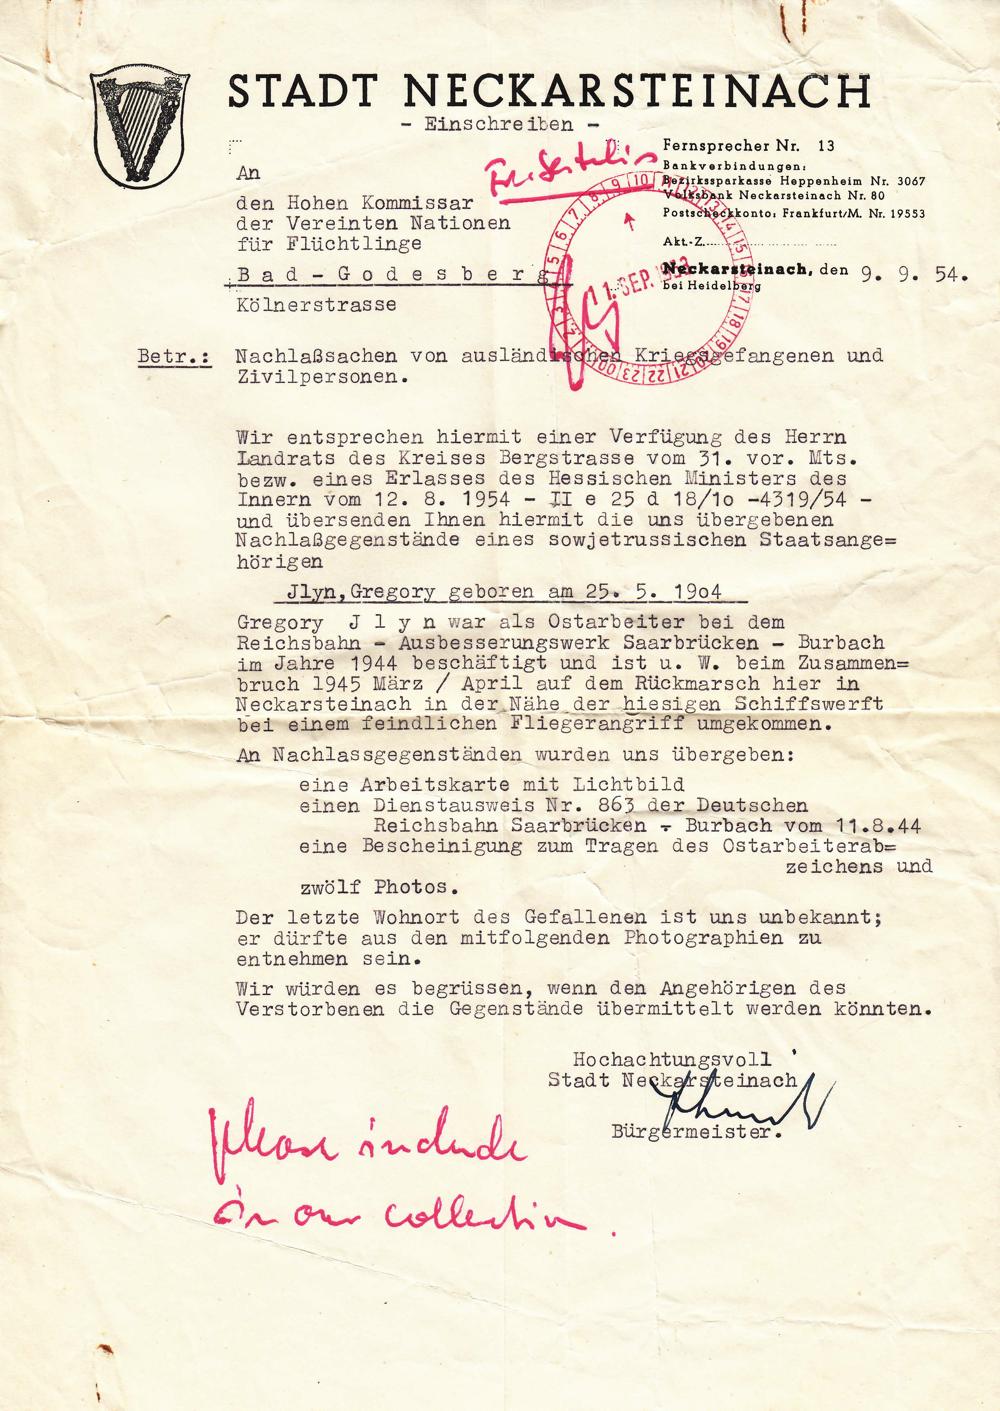 STADT NECKARSTEINACH
- Einschreiben -
Fernsprecher Nr. 13
Bankverbindungen:
Bezirkssparkasse Heppenheim Nr. 3067
Volksbank Neckarsteinach Nr. 80
Postscheckkonto: Frankfurt/M. Nr. 19553
Akt.-Z.
Neckarsteinach, den 9. 9. 54.
bei Heidelberg
An
den Hohen Kommissar
der Vereinten Nationen
für Flüchtlinge
Bad-Godesberg
Kölnerstrasse
11. SEP.
Betr.: Nachlaßsachen von ausländischen Kriegsgefangenen und
Zivilpersonen.
Wir entsprechen hiermit einer Verfügung des Herrn
Landrats des Kreises Bergstrasse vom 31. vor. Mts.
bezw. eines Erlasses des Hessischen Ministers des
Innern vom 12. 8. 1954 - II e 25 d 18/1o -4319/54 -
und übersenden Ihnen hiermit die uns übergebenen
Nachlaßgegenstände eines sowjetrussischen Staatsange=
hörigen
Jlyn,Gregory geboren am 25. 5. 19o4
Gregory J l y n war als Ostarbeiter bei dem
Reichsbahn - Ausbesserungswerk Saarbrücken - Burbach
im Jahre 1944 beschäftigt und ist u. W. beim Zusammen=
bruch 1945 März / April auf dem Rückmarsch hier in
Neckarsteinach in der Nähe der hiesigen Schiffswerft
bei einem feindlichen Fliegerangriff umgekommen.
An Nachlassgegenständen wurden uns übergeben:
eine Arbeitskarte mit Lichtbild
einen Dienstausweis Nr. 863 der Deutschen
Reichsbahn Saarbrücken - Burbach vom 11.8.44
eine Bescheinigung zum Tragen des Ostarbeiterab=
zeichens und
zwölf Photos.
Der letzte Wohnort des Gefallenen ist uns unbekannt;
er dürfte aus den mitfolgenden Photographien zu
entnehmen sein.
Wir würden es begrüssen, wenn den Angehörigen des
Verstorbenen die Gegenstände übermittelt werden könnten.
Hochachtungsvoll
Stadt Neckarsteinach
Bürgermeister.
please include
in our collection.